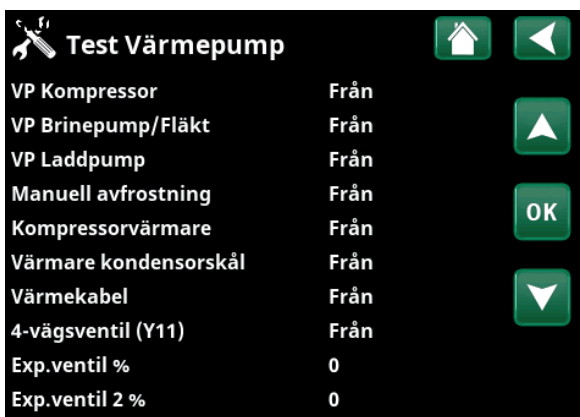 Test Värmepump
VP Kompressor Från
VP Brinepump/Fläkt Från
VP Laddpump Från
Manuell avfrostning Från
OK
Kompressorvärmare Från
Värmare kondensorskål Från
Värmekabel Från
4-vägsventil (Y11) Från
Exp.ventil % 0
Exp.ventil 2 % 0